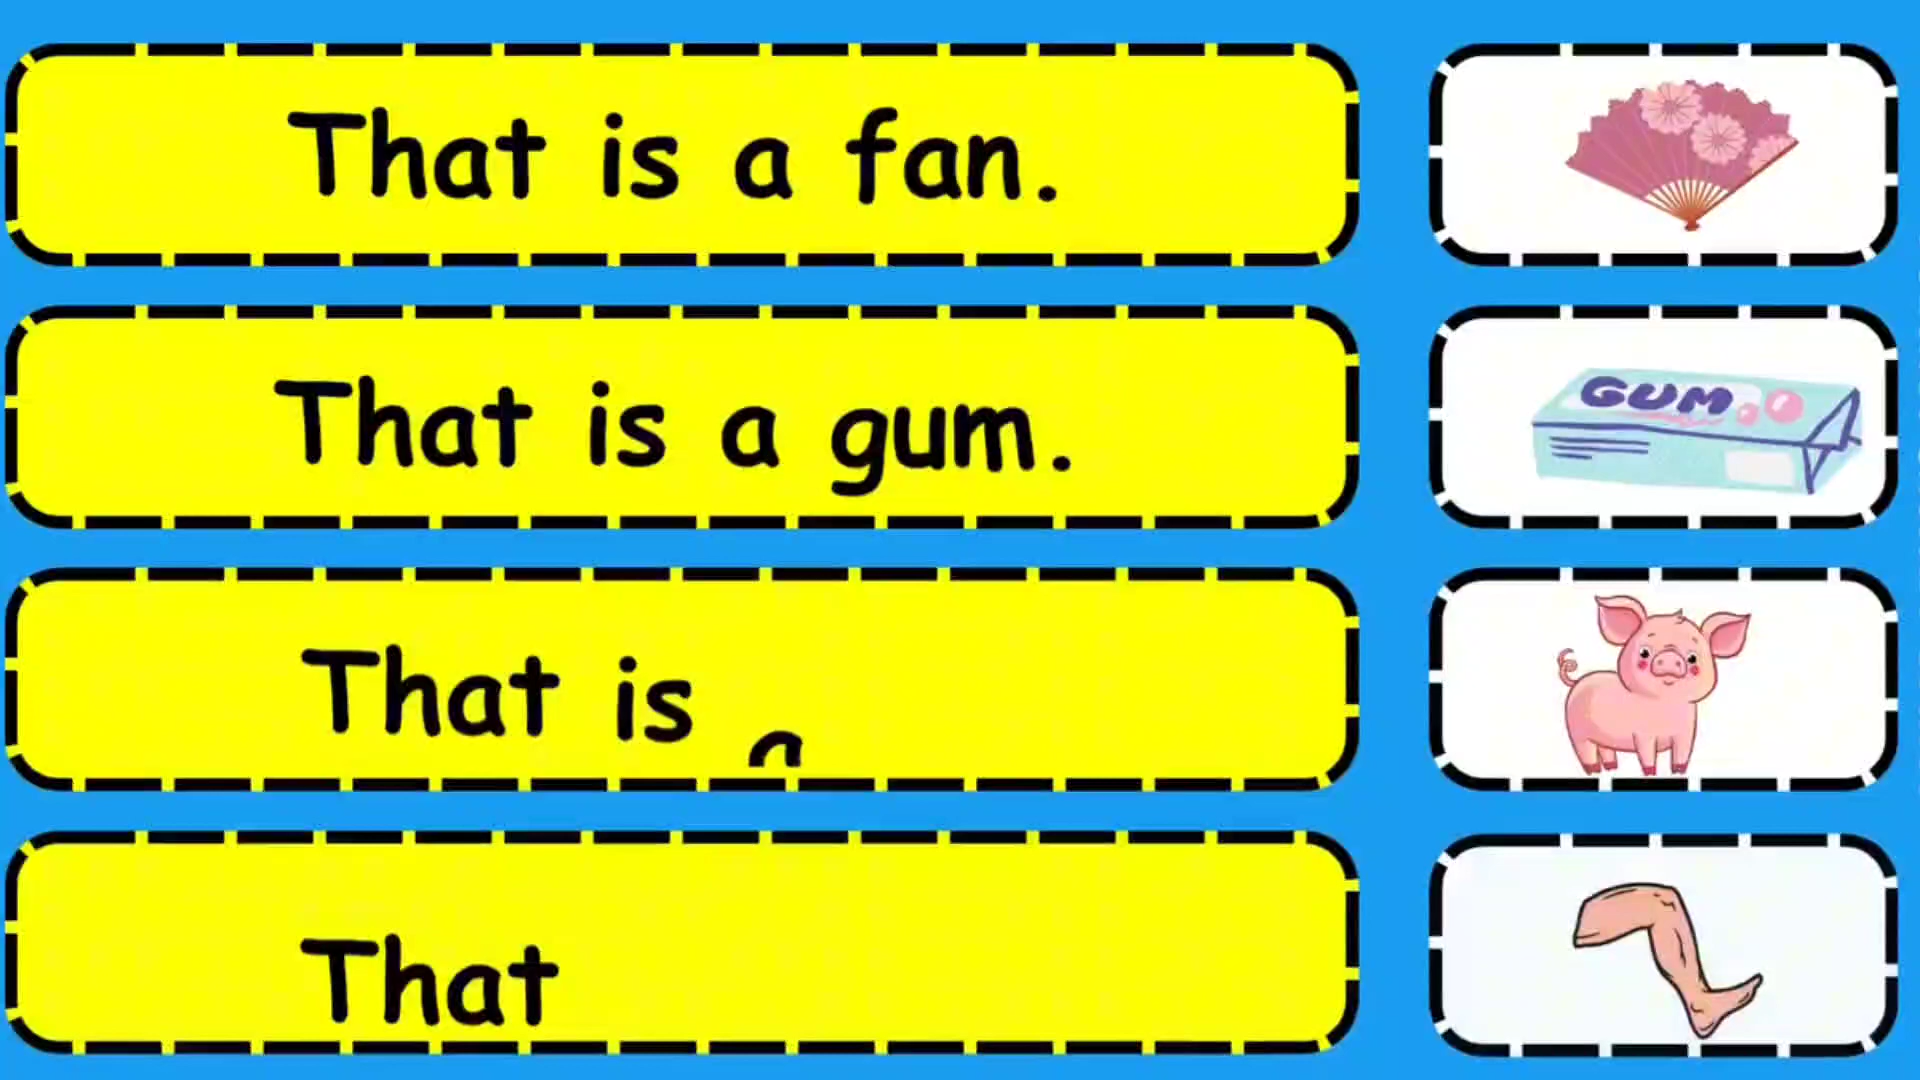 That is a fan.
That is a gum.
GUM
That is a
That